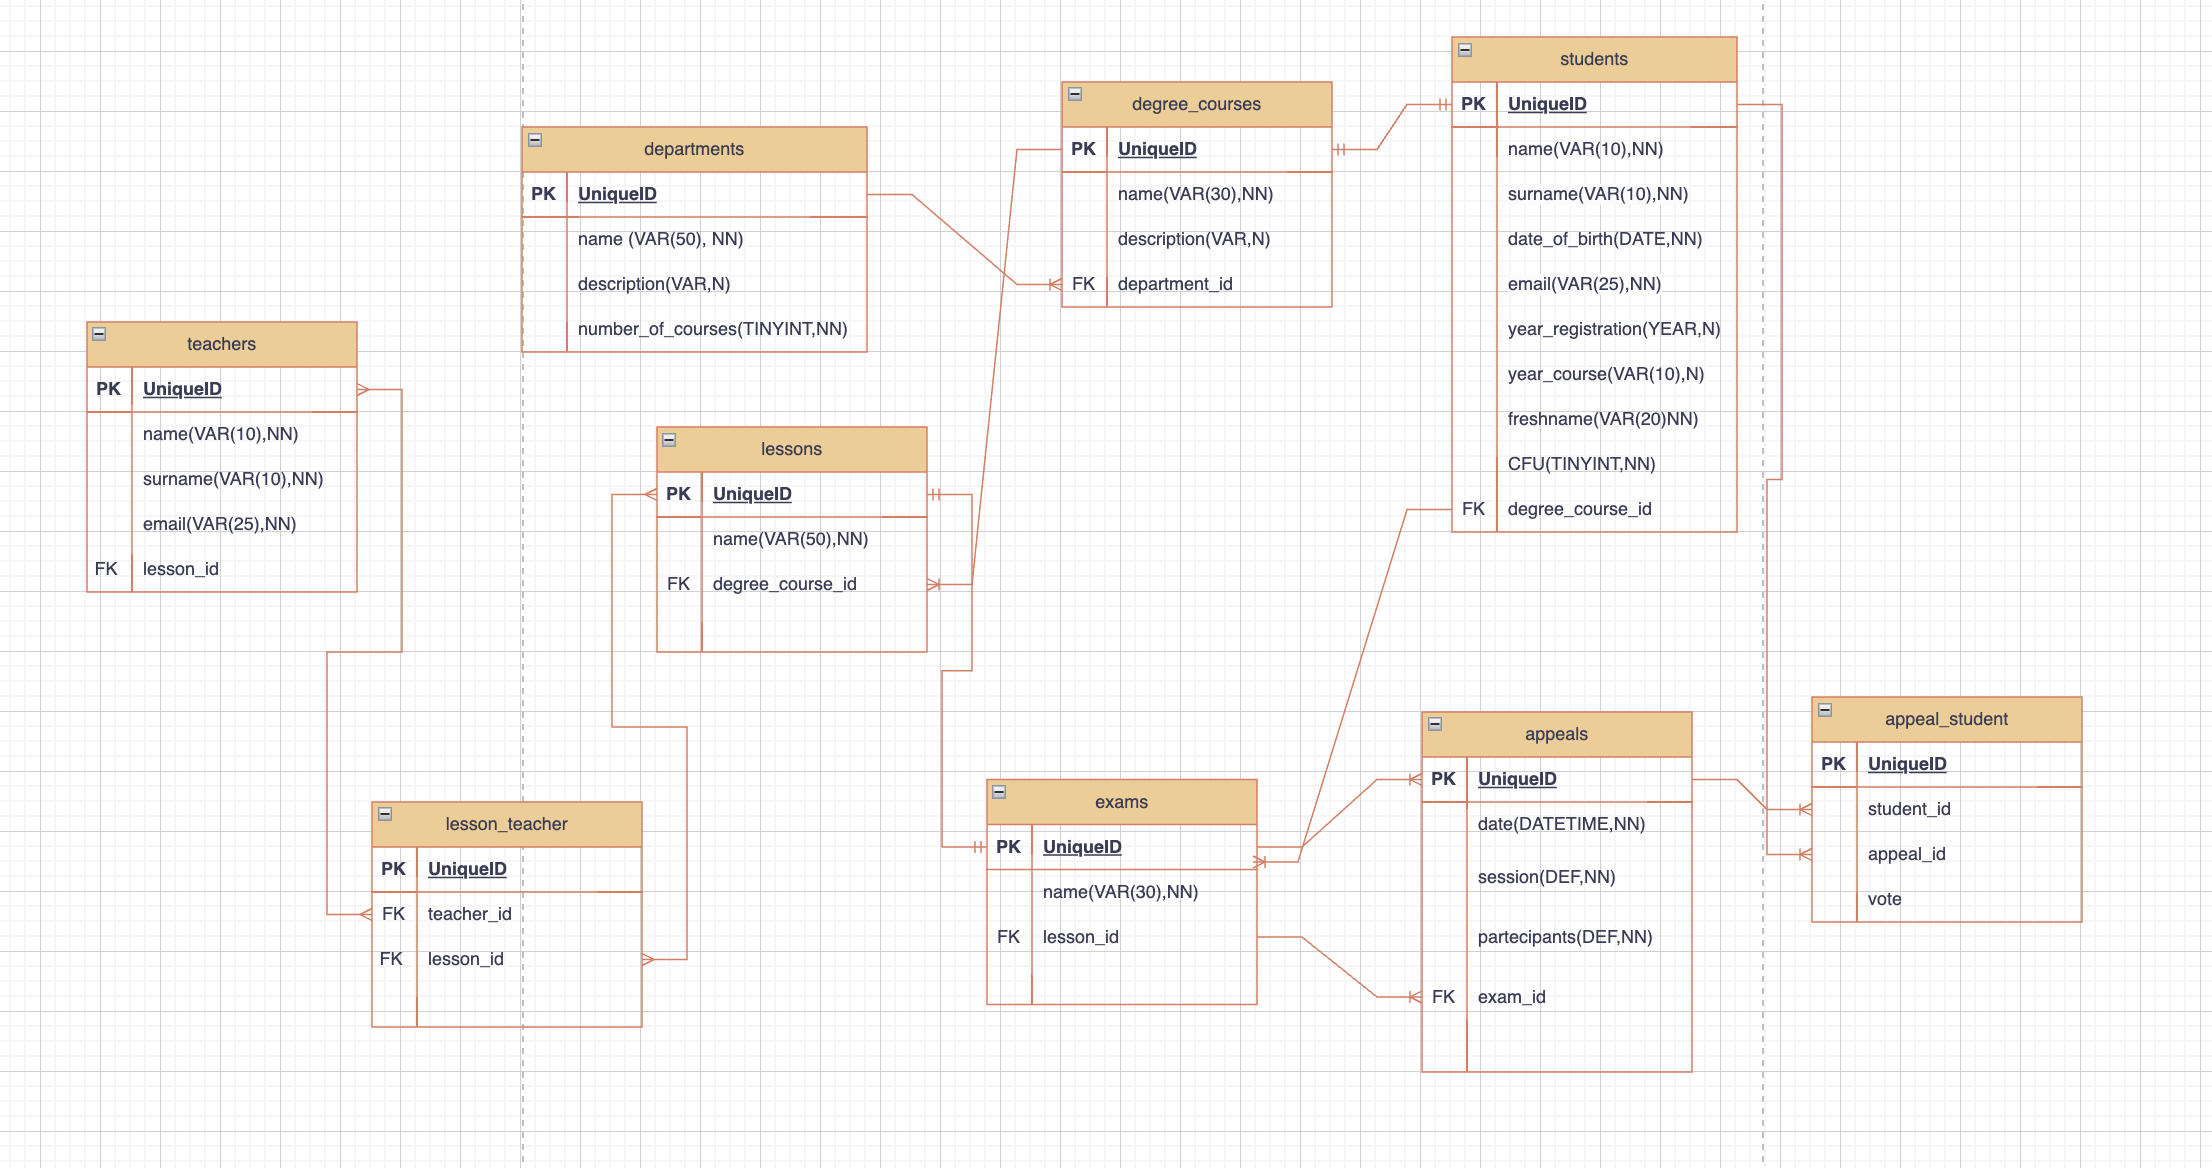 students
PK UniqueID
name(VAR(10),NN)
surname(VAR(10),NN)
date_of_birth(DATE,NN)
email(VAR(25),NN)
year_registration(YEAR,N)
year_course(VAR(10),N)
freshname(VAR(20)NN)
CFU(TINYINT,NN)
FK degree_course_id
degree_courses
PK UniqueID
name(VAR(30),NN)
description(VAR,N)
FK department_id
departments
PK UniqueID
name (VAR(50), NN)
description(VAR,N)
number_of_courses(TINYINT,NN)
teachers
PK UniqueID
name(VAR(10),NN)
surname(VAR(10),NN)
email(VAR(25),NN)
FK lesson_id
lessons
PK UniqueID
name(VAR(50),NN)
FK degree_course_id
appeal_student
PK UniqueID
student_id
appeal_id
vote
appeals
PK UniqueID
date(DATETIME,NN)
session(DEF,NN)
partecipants(DEF,NN)
FK exam_id
exams
PK UniqueID
name(VAR(30),NN)
FK lesson_id
lesson_teacher
PK UniqueID
FK teacher_id
FK lesson_id